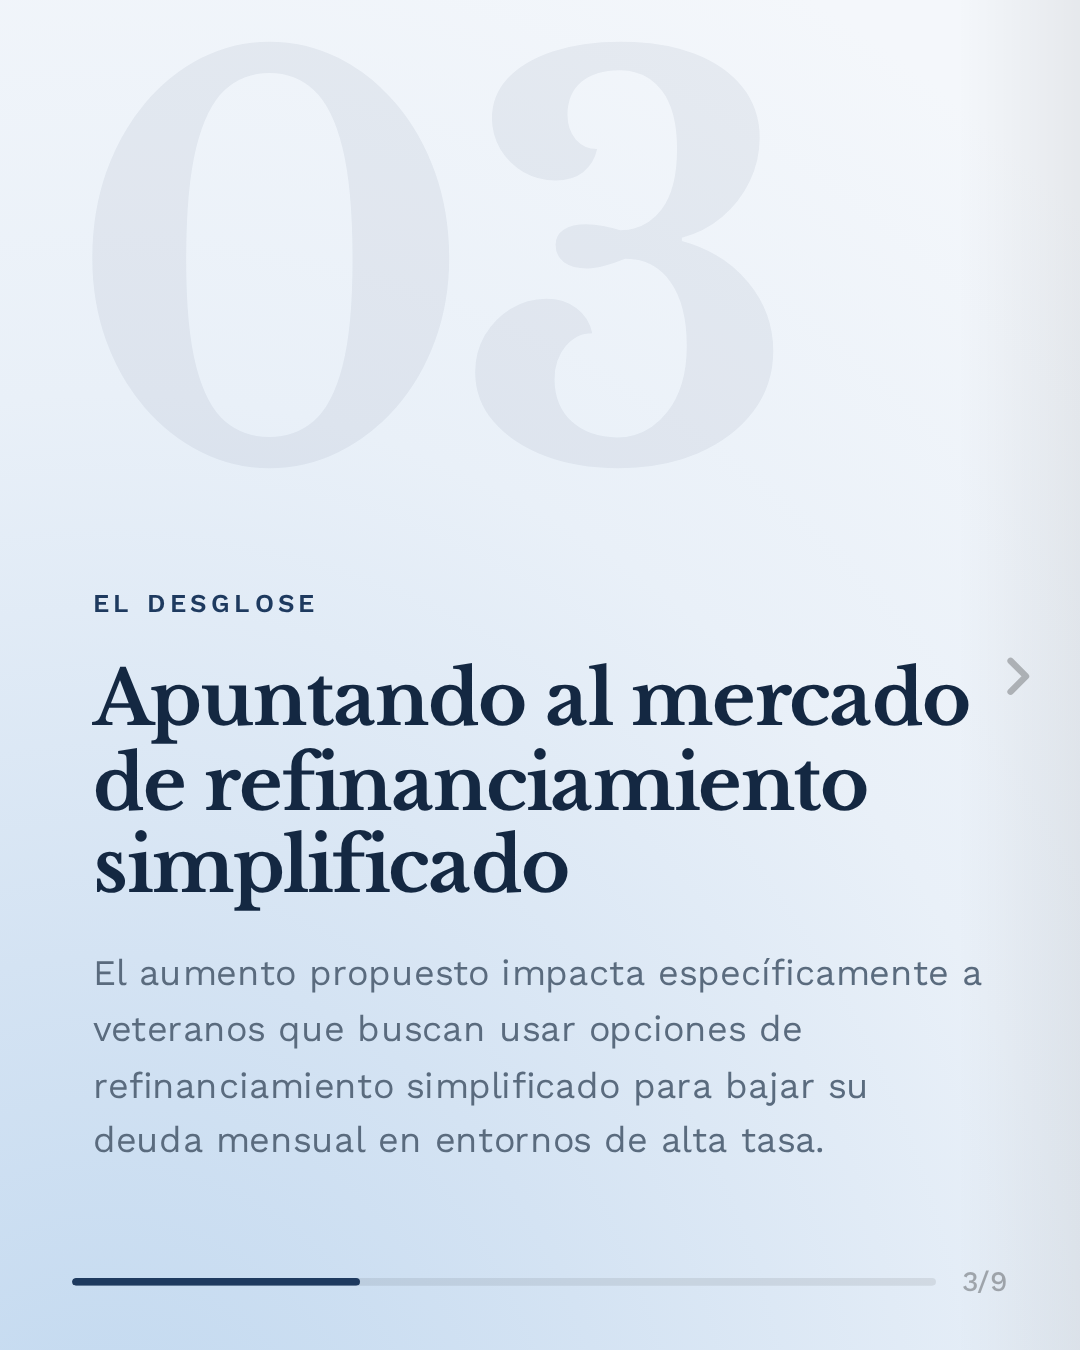 03
EL DESGLOSE
Apuntando al mercado
de refinanciamiento
simplificado
El aumento propuesto impacta específicamente a
veteranos que buscan usar opciones de
refinanciamiento simplificado para bajar su
deuda mensual en entornos de alta tasa.
3/9